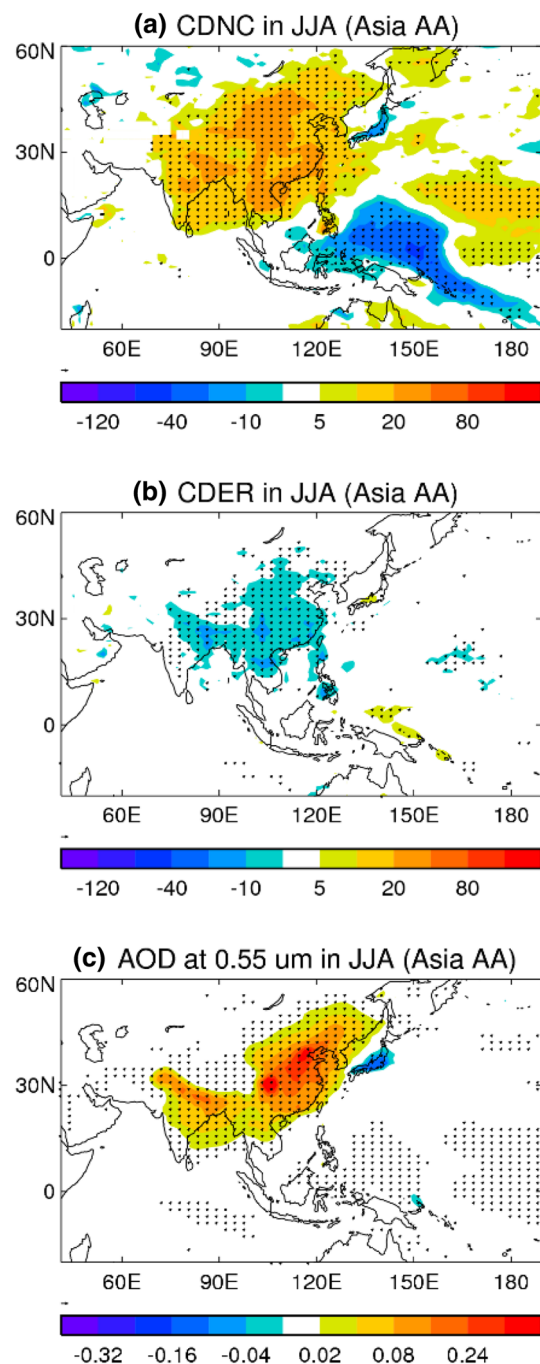 (a) CDNC in JJA (Asia AA)
60N
30N
0
60E 90E 120E 150E 180
-120 -40 -10 5 20 80
(b) CDER in JJA (Asia AA)
60N
30N
0
60E 90E 120E 150E 180
-120 -40 -10 5 20 80
(c) AOD at 0.55 um in JJA (Asia AA)
60N
30N
0
60E 90E 120E 150E 180
-0.32 -0.16 -0.04 0.02 0.08 0.24